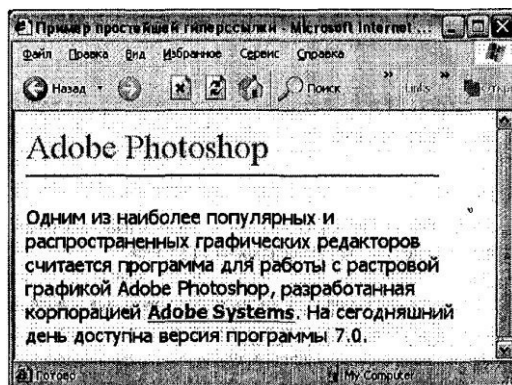 Пример простейшей гиперссылки - Microsoft Internet ...
Файл Правка Вид Избранное Сервис Справка
Назад Поиск Links
Adobe Photoshop
Одним из наиболее популярных и
распространенных графических редакторов
считается программа для работы с растровой
графикой Adobe Photoshop, разработанная
корпорацией Adobe Systems. На сегодняшний
день доступна версия программы 7.0.
Готово My Computer